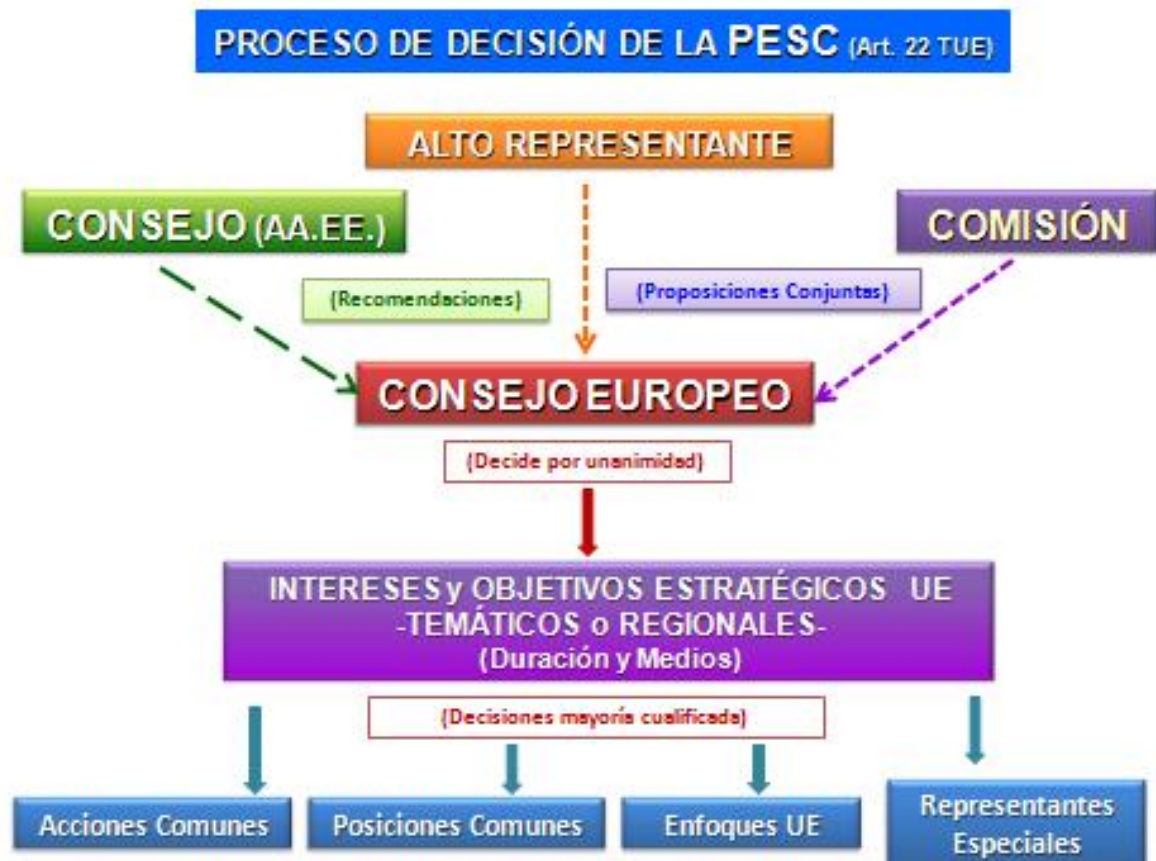 PROCESO DE DECISIÓN DE LA PESC (Art. 22 TUE)
ALTO REPRESENTANTE
CONSEJO (AA.EE.)
COMISIÓN
(Recomendaciones)
(Proposiciones Conjuntas)
CONSEJO EUROPEO
(Decide por unanimidad)
INTERESES y OBJETIVOS ESTRATÉGICOS UE
-TEMÁTICOS o REGIONALES-
(Duración y Medios)
(Decisiones mayoría cualificada)
Acciones Comunes
Posiciones Comunes
Enfoques UE
Representantes
Especiales